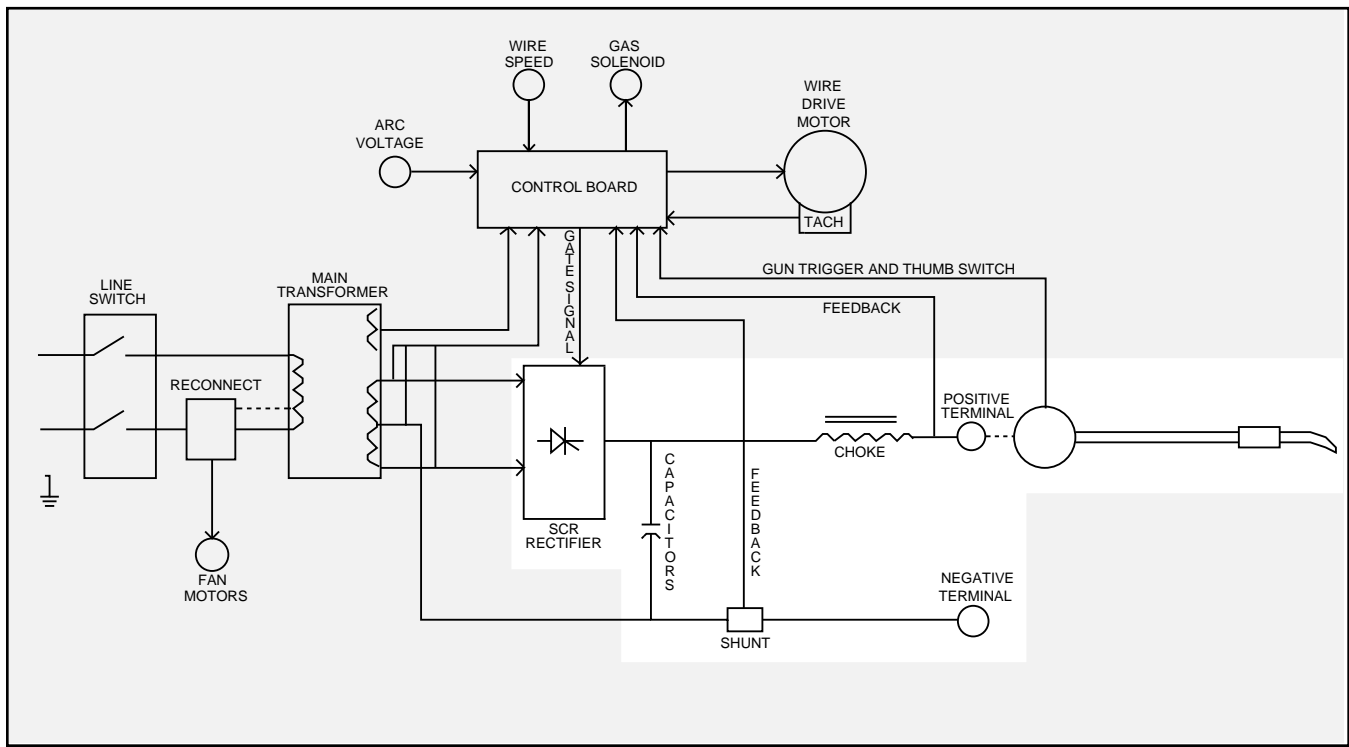 WIRE
SPEED
GAS
SOLENOID
WIRE
DRIVE
MOTOR
ARC
VOLTAGE
CONTROL BOARD
TACH
GATE SIGNAL
GUN TRIGGER AND THUMB SWITCH
FEEDBACK
LINE
SWITCH
MAIN
TRANSFORMER
RECONNECT
POSITIVE
TERMINAL
CHOKE
CAPACITORS
FEEDBACK
SCR
RECTIFIER
FAN
MOTORS
NEGATIVE
TERMINAL
SHUNT